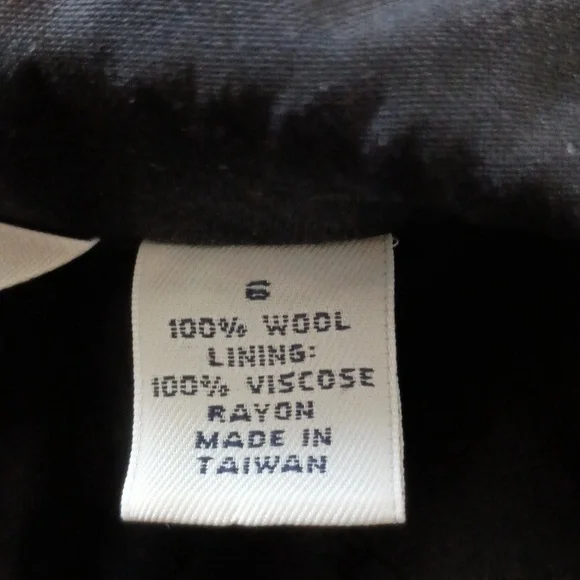 6
100% WOOL
LINING:
100% VISCOSE
RAYON
MADE IN
TAIWAN